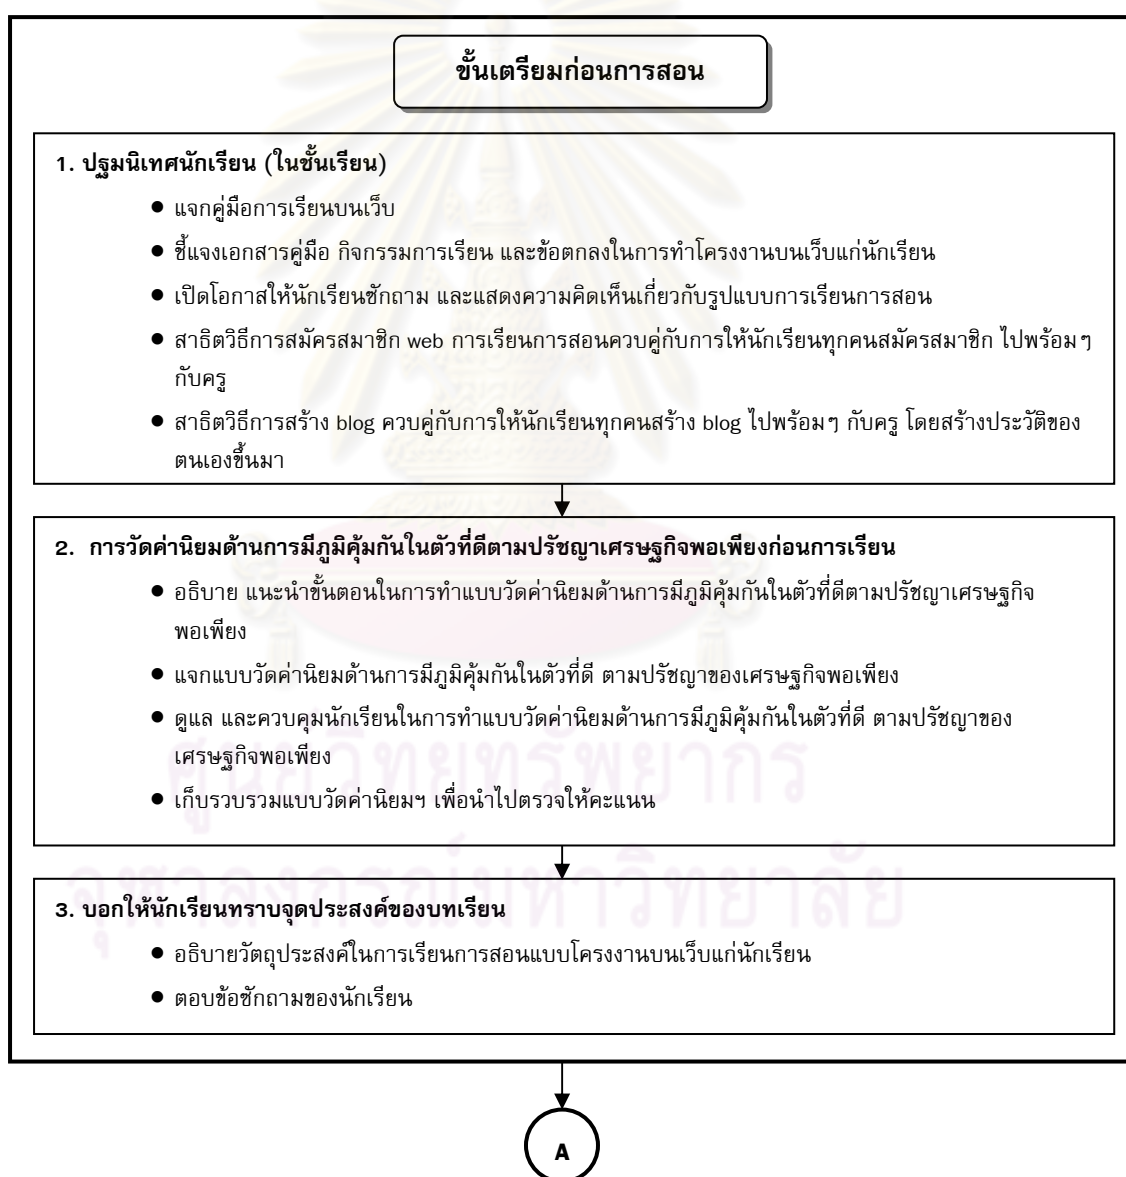 ขั้นเตรียมก่อนการสอน
1. ปฐมนิเทศนักเรียน (ในชั้นเรียน)
● แจกคู่มือการเรียนบนเว็บ
● ชี้แจงเอกสารคู่มือ กิจกรรมการเรียน และข้อตกลงในการทำโครงงานบนเว็บแก่นักเรียน
● เปิดโอกาสให้นักเรียนซักถาม และแสดงความคิดเห็นเกี่ยวกับรูปแบบการเรียนการสอน
● สาธิตวิธีการสมัครสมาชิก web การเรียนการสอนควบคู่กับการให้นักเรียนทุกคนสมัครสมาชิก ไปพร้อมๆ
กับครู
● สาธิตวิธีการสร้าง blog ควบคู่กับการให้นักเรียนทุกคนสร้าง blog ไปพร้อมๆ กับครู โดยสร้างประวัติของ
ตนเองขึ้นมา
2. การวัดค่านิยมด้านการมีภูมิคุ้มกันในตัวที่ดีตามปรัชญาเศรษฐกิจพอเพียงก่อนการเรียน
● อธิบาย แนะนำขั้นตอนในการทำแบบวัดค่านิยมด้านการมีภูมิคุ้มกันในตัวที่ดีตามปรัชญาเศรษฐกิจ
พอเพียง
● แจกแบบวัดค่านิยมด้านการมีภูมิคุ้มกันในตัวที่ดี ตามปรัชญาของเศรษฐกิจพอเพียง
● ดูแล และควบคุมนักเรียนในการทำแบบวัดค่านิยมด้านการมีภูมิคุ้มกันในตัวที่ดี ตามปรัชญาของ
เศรษฐกิจพอเพียง
● เก็บรวบรวมแบบวัดค่านิยมฯ เพื่อนำไปตรวจให้คะแนน
ศูนย์วิทยทรัพยากร
จุฬาลงกรณ์มหาวิทยาลัย
3. บอกให้นักเรียนทราบจุดประสงค์ของบทเรียน
● อธิบายวัตถุประสงค์ในการเรียนการสอนแบบโครงงานบนเว็บแก่นักเรียน
● ตอบข้อซักถามของนักเรียน
A